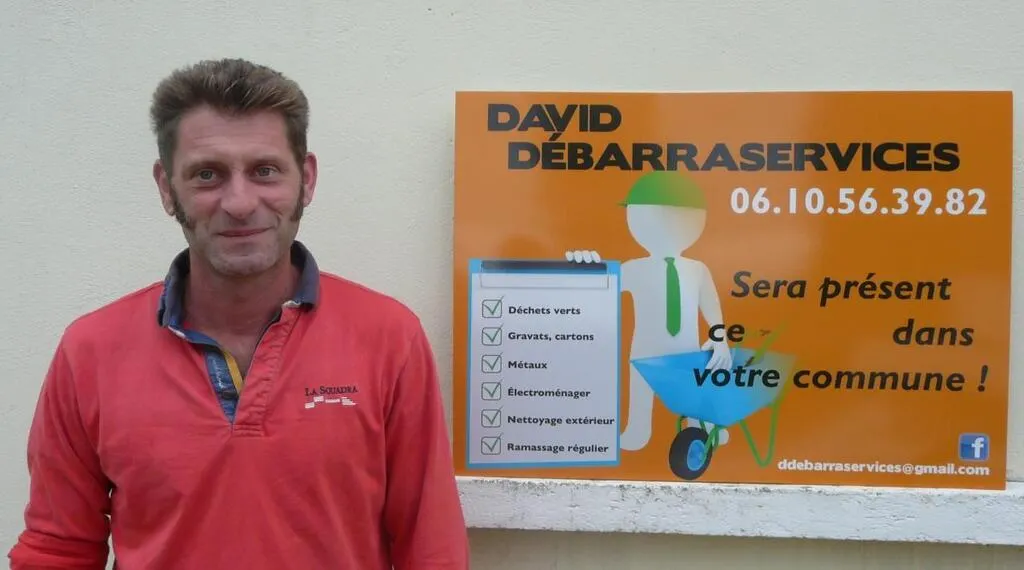 DAVID
DÉBARRASERVICES
06.10.56.39.82
Sera présent
ce dans
votre commune !
Déchets verts
Gravats, cartons
Métaux
Électroménager
Nettoyage extérieur
Ramassage régulier
f
ddebarraservices@gmail.com
LA SQUADRA